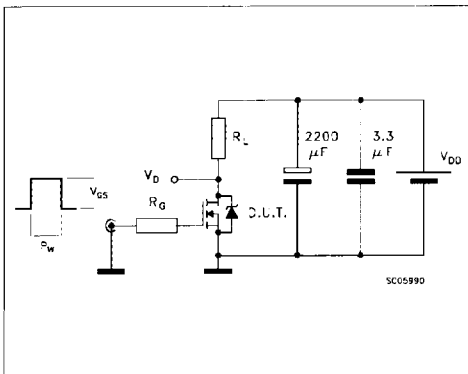 R_L
2200 μF
3.3 μF
V_DD
V_D
V_GS
R_G
D.U.T.
P_W
SC05990